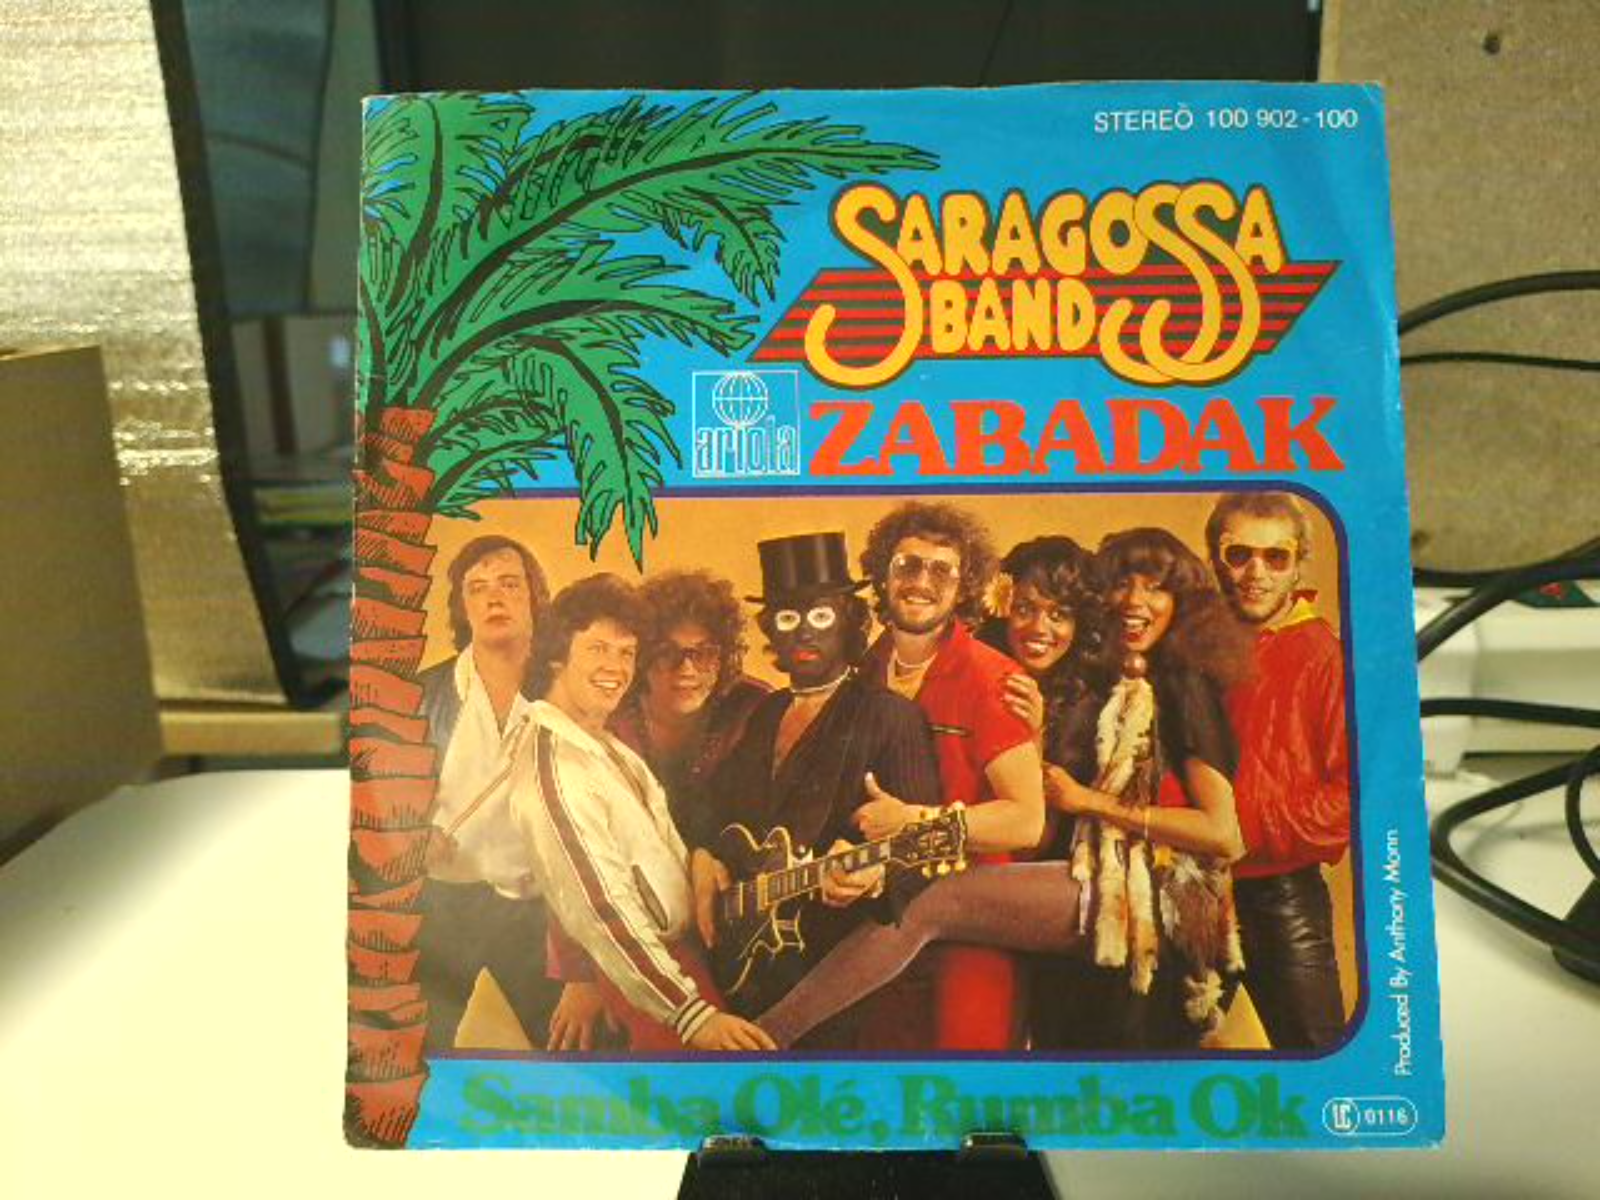 STEREO 100 902-100
SARAGOSSA
BAND
ariola
ZABADAK
Produced By Anthony Monn
Samba Olé, Rumba Ok
LC 0116